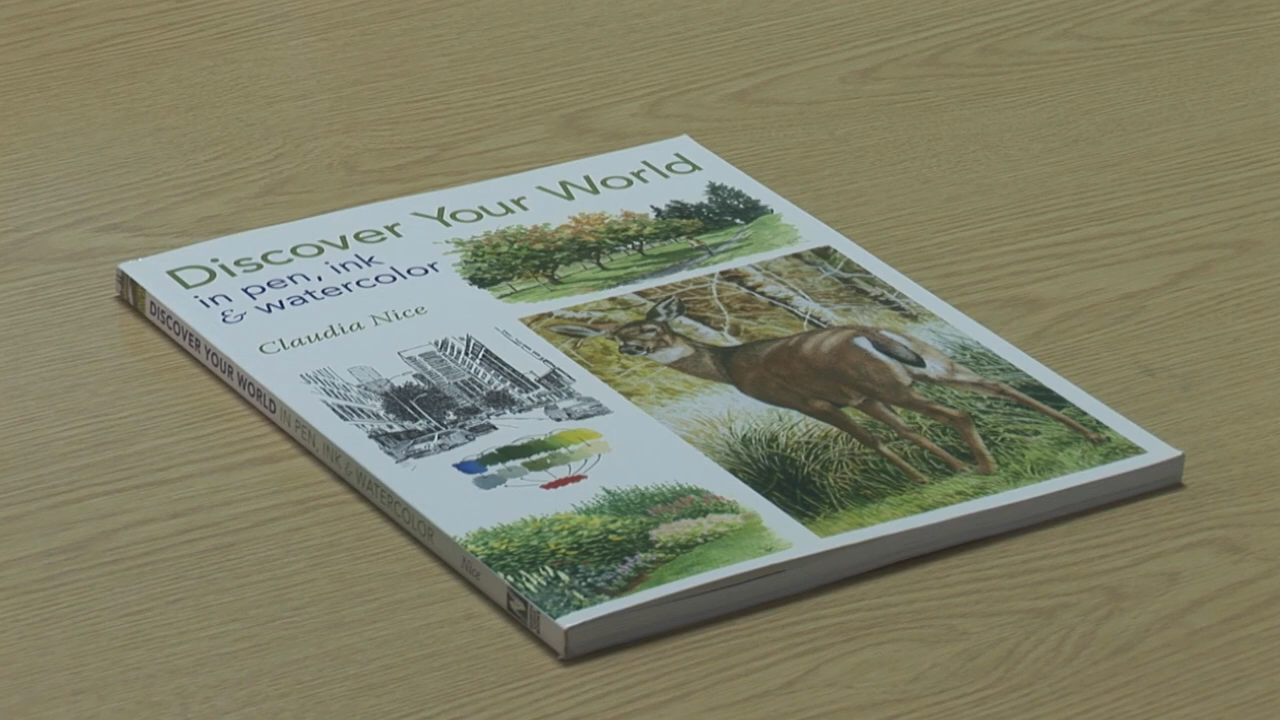 Discover Your World
in pen, ink
& watercolor
Claudia Nice
DISCOVER YOUR WORLD IN PEN, INK & WATERCOLOR Nice